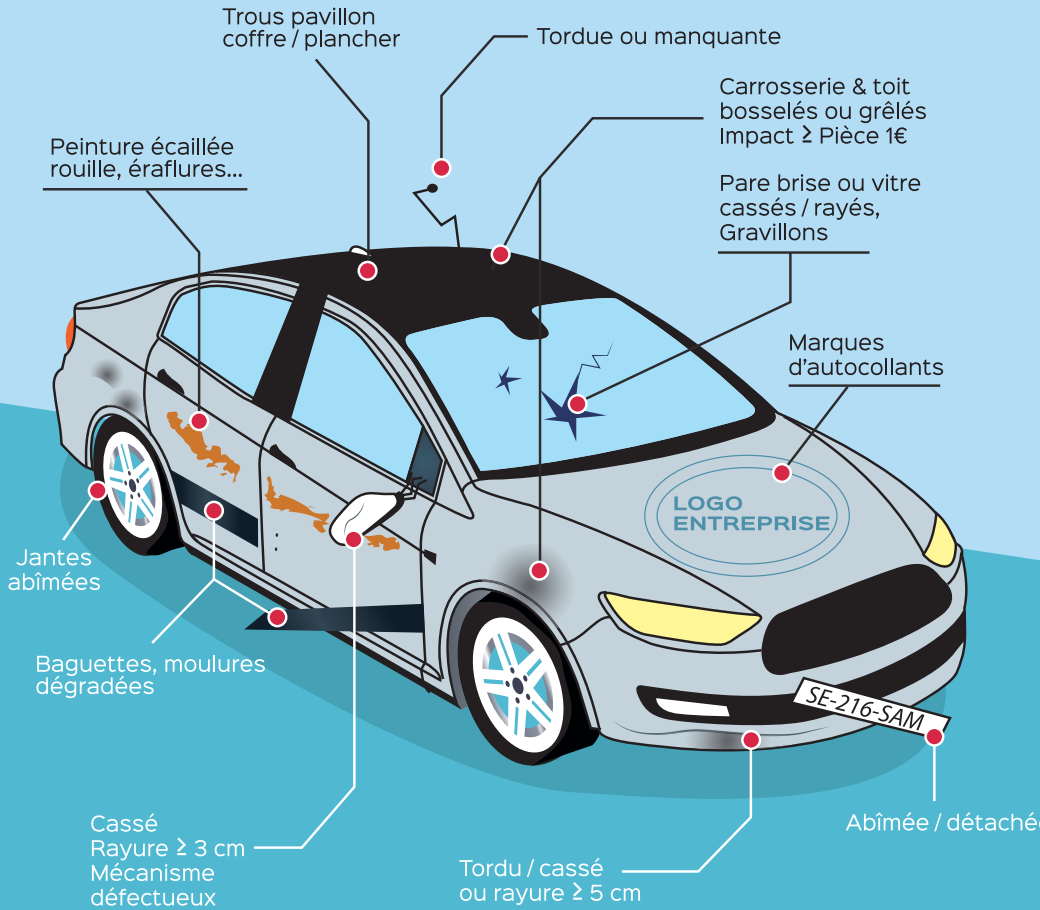 Trous pavillon
coffre / plancher
Tordue ou manquante
Carrosserie & toit
bosselés ou grêlés
Impact ≥ Pièce 1€
Peinture écaillée
rouille, éraflures...
Pare brise ou vitre
cassés / rayés,
Gravillons
Marques
d'autocollants
LOGO
ENTREPRISE
Jantes
abîmées
Baguettes, moulures
dégradées
SE-216-SAM
Cassé
Rayure ≥ 3 cm
Mécanisme
défectueux
Tordu / cassé
ou rayure ≥ 5 cm
Abîmée / détaché